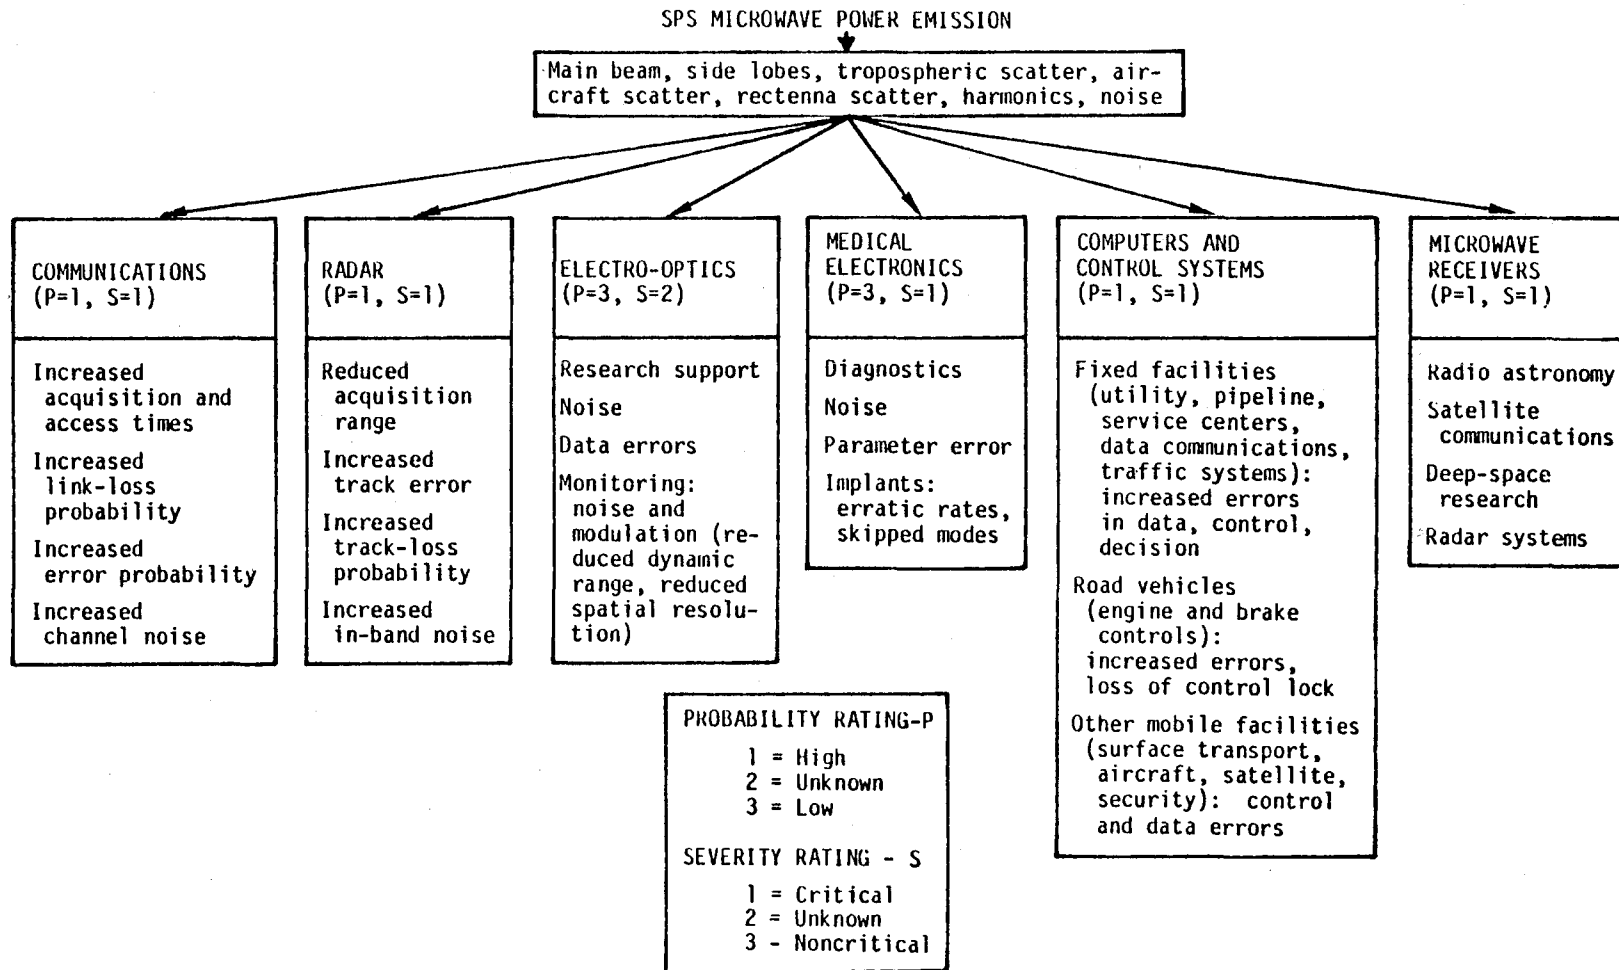 SPS MICROWAVE POWER EMISSION
Main beam, side lobes, tropospheric scatter, air-
craft scatter, rectenna scatter, harmonics, noise
COMMUNICATIONS
(P=1, S=1)
Increased
acquisition and
access times
Increased
link-loss
probability
Increased
error probability
Increased
channel noise
RADAR
(P=1, S=1)
Reduced
acquisition
range
Increased
track error
Increased
track-loss
probability
Increased
in-band noise
ELECTRO-OPTICS
(P=3, S=2)
Research support
Noise
Data errors
Monitoring:
noise and
modulation (re-
duced dynamic
range, reduced
spatial resolu-
tion)
MEDICAL
ELECTRONICS
(P=3, S=1)
Diagnostics
Noise
Parameter error
Implants:
erratic rates,
skipped modes
COMPUTERS AND
CONTROL SYSTEMS
(P=1, S=1)
Fixed facilities
(utility, pipeline,
service centers,
data communications,
traffic systems):
increased errors
in data, control,
decision
Road vehicles
(engine and brake
controls):
increased errors,
loss of control lock
Other mobile facilities
(surface transport,
aircraft, satellite,
security): control
and data errors
MICROWAVE
RECEIVERS
(P=1, S=1)
Radio astronomy
Satellite
communications
Deep-space
research
Radar systems
PROBABILITY RATING-P
1 = High
2 = Unknown
3 = Low
SEVERITY RATING - S
1 = Critical
2 = Unknown
3 - Noncritical